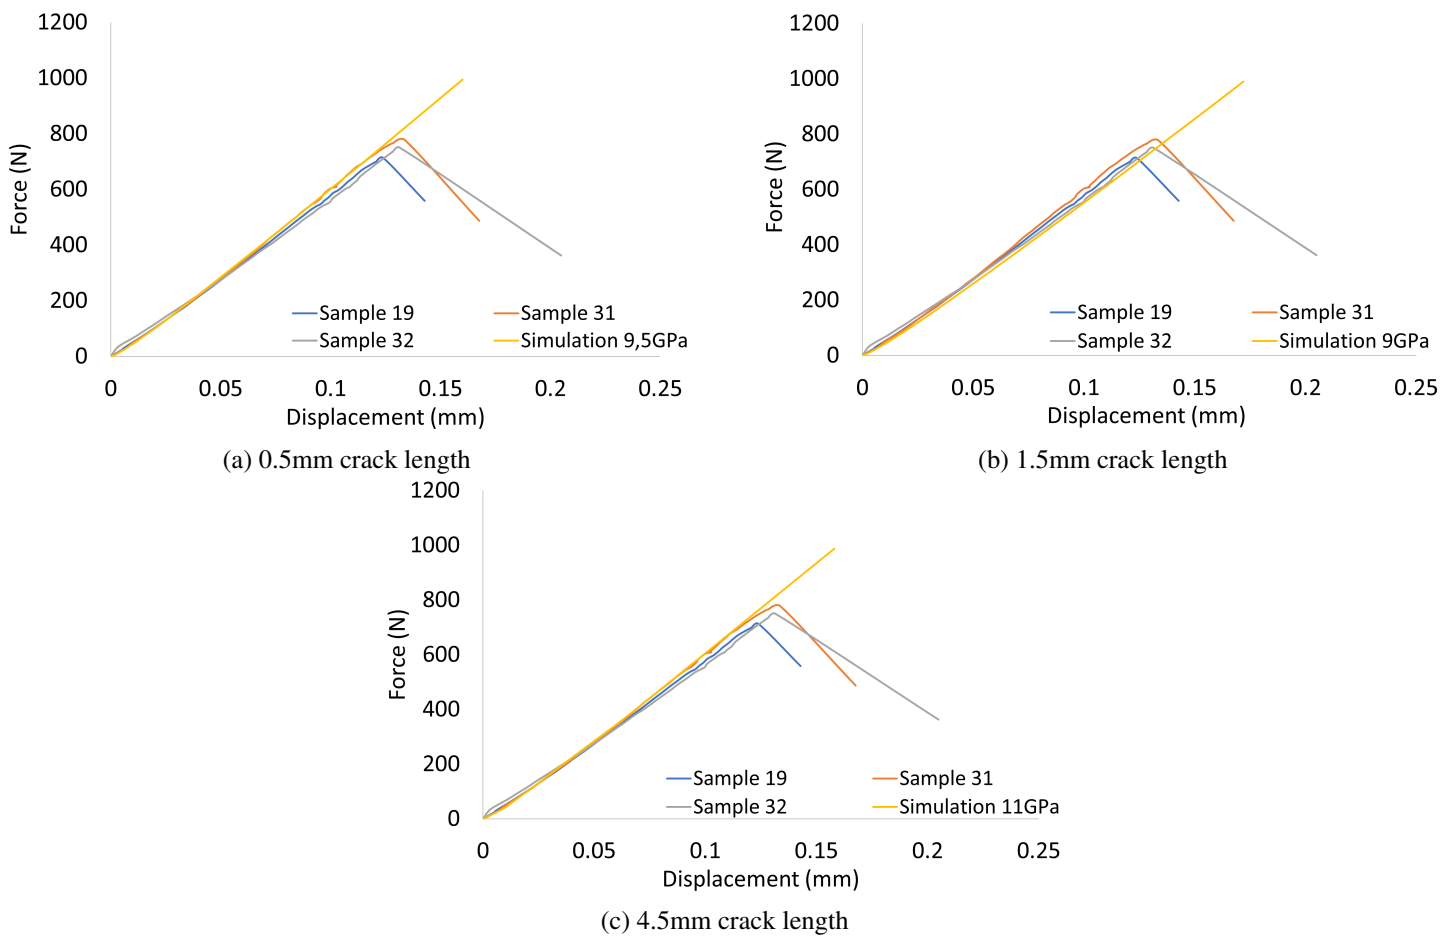 1200
1000
800
600
400
200
0
Force (N)
0 0.05 0.1 0.15 0.2 0.25
Displacement (mm)
Sample 19 Sample 31
Sample 32 Simulation 9,5GPa
(a) 0.5mm crack length
1200
1000
800
600
400
200
0
Force (N)
0 0.05 0.1 0.15 0.2 0.25
Displacement (mm)
Sample 19 Sample 31
Sample 32 Simulation 9GPa
(b) 1.5mm crack length
1200
1000
800
600
400
200
0
Force (N)
0 0.05 0.1 0.15 0.2 0.25
Displacement (mm)
Sample 19 Sample 31
Sample 32 Simulation 11GPa
(c) 4.5mm crack length